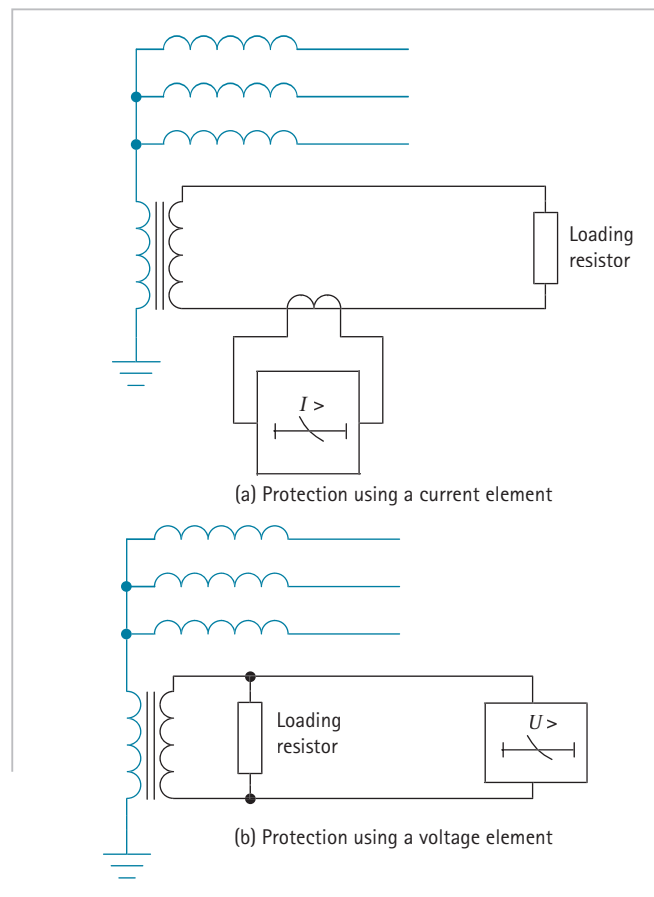 Loading
resistor
I >
(a) Protection using a current element
Loading
resistor
U >
(b) Protection using a voltage element